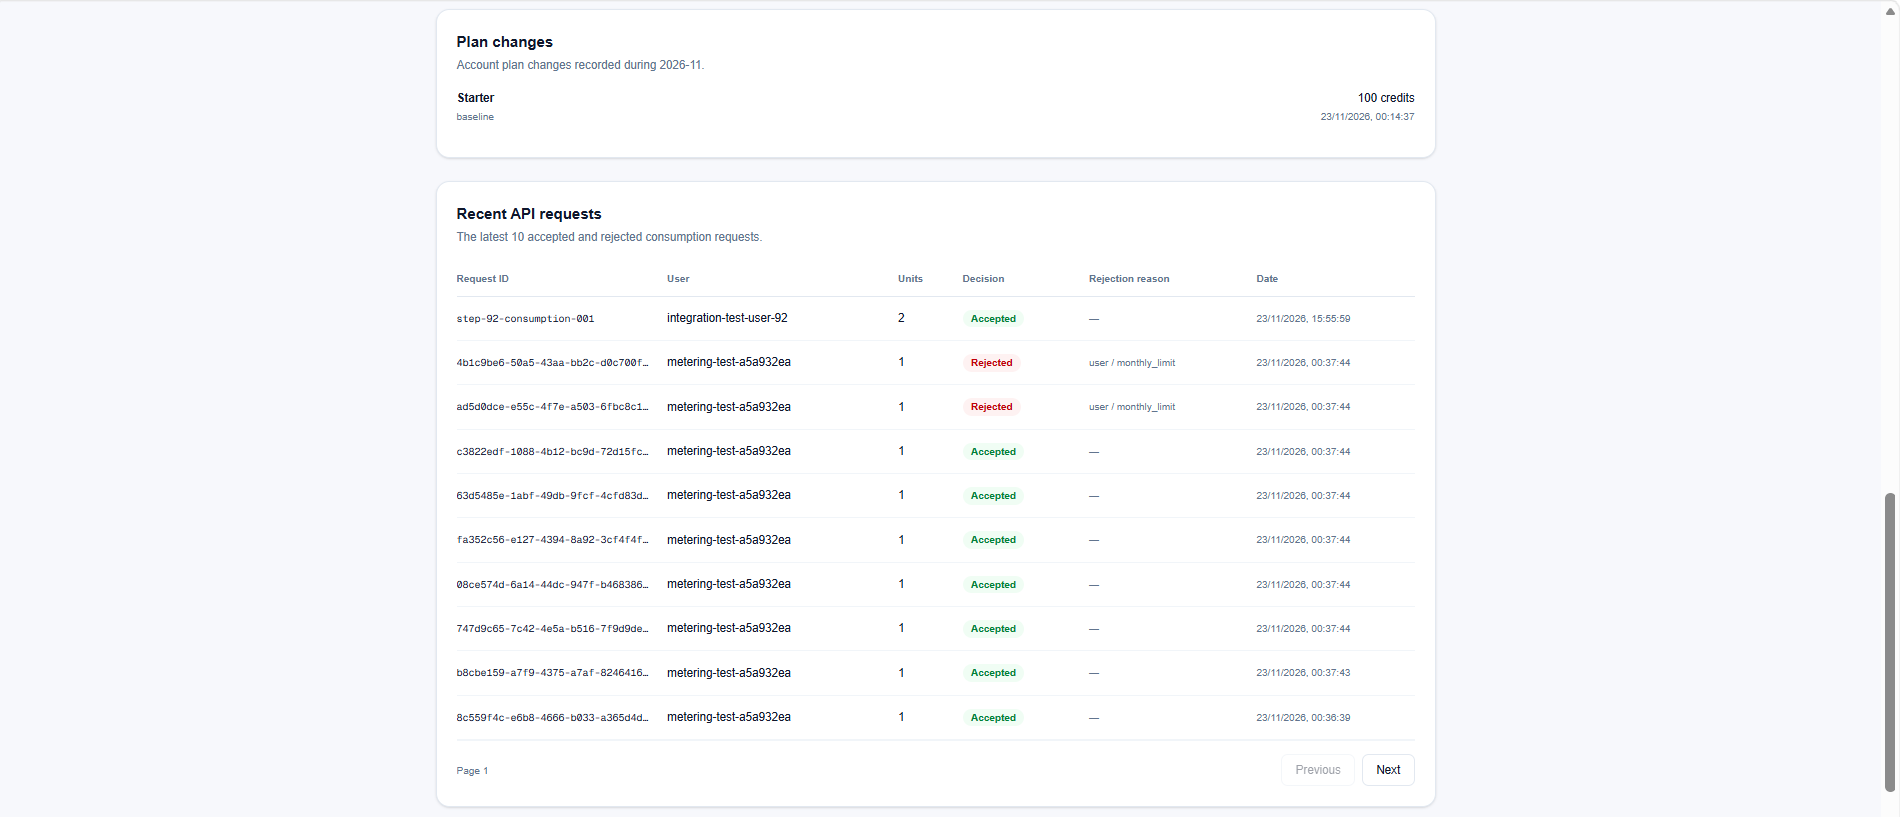 Plan changes
Account plan changes recorded during 2026-11.
Starter 100 credits
baseline 23/11/2026, 00:14:37
Recent API requests
The latest 10 accepted and rejected consumption requests.
Request ID User Units Decision Rejection reason Date
step-92-consumption-001 integration-test-user-92 2 Accepted — 23/11/2026, 15:55:59
4b1c9be6-50a5-43aa-bb2c-d0c700f… metering-test-a5a932ea 1 Rejected user / monthly_limit 23/11/2026, 00:37:44
ad5d0dce-e55c-4f7e-a503-6fbc8c1… metering-test-a5a932ea 1 Rejected user / monthly_limit 23/11/2026, 00:37:44
c3822edf-1088-4b12-bc9d-72d15fc… metering-test-a5a932ea 1 Accepted — 23/11/2026, 00:37:44
63d5485e-1abf-49db-9fcf-4cfd83d… metering-test-a5a932ea 1 Accepted — 23/11/2026, 00:37:44
fa352c56-e127-4394-8a92-3cf4f4f… metering-test-a5a932ea 1 Accepted — 23/11/2026, 00:37:44
08ce574d-6a14-44dc-947f-b468386… metering-test-a5a932ea 1 Accepted — 23/11/2026, 00:37:44
747d9c65-7c42-4e5a-b516-7f9d9de… metering-test-a5a932ea 1 Accepted — 23/11/2026, 00:37:44
b8cbe159-a7f9-4375-a7af-8246416… metering-test-a5a932ea 1 Accepted — 23/11/2026, 00:37:43
8c559f4c-e6b8-4666-b033-a365d4d… metering-test-a5a932ea 1 Accepted — 23/11/2026, 00:36:39
Page 1 Previous Next